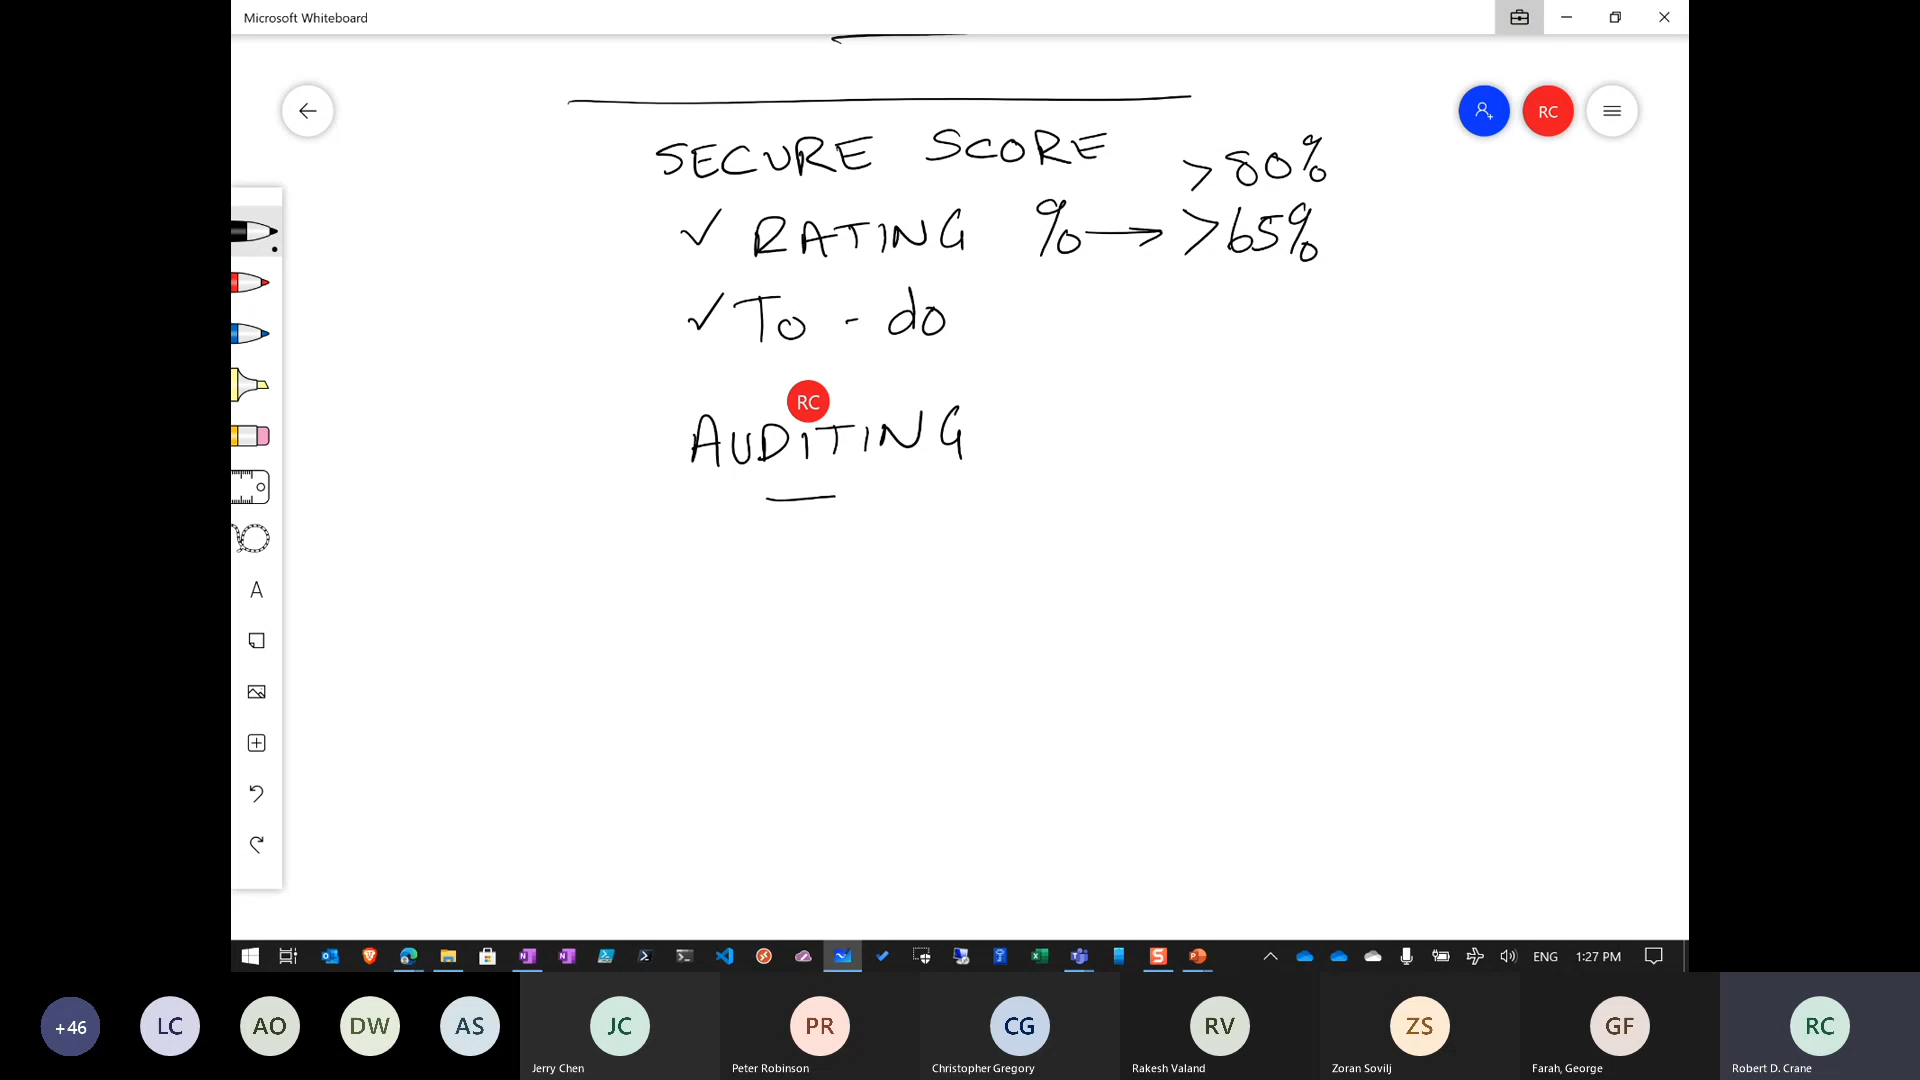 Microsoft Whiteboard
RC
SECURE SCORE
>80%
✓ RATING % → >65%
✓ To - do
RC
AUDITING
A
ENG 1:27 PM
+46 LC AO DW AS JC PR CG RV ZS GF RC
Jerry Chen Peter Robinson Christopher Gregory Rakesh Valand Zoran Sovilj Farah, George Robert D. Crane